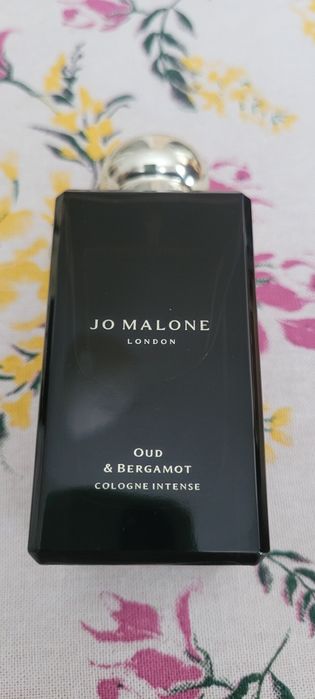 JO MALONE
LONDON
OUD
& BERGAMOT
COLOGNE INTENSE